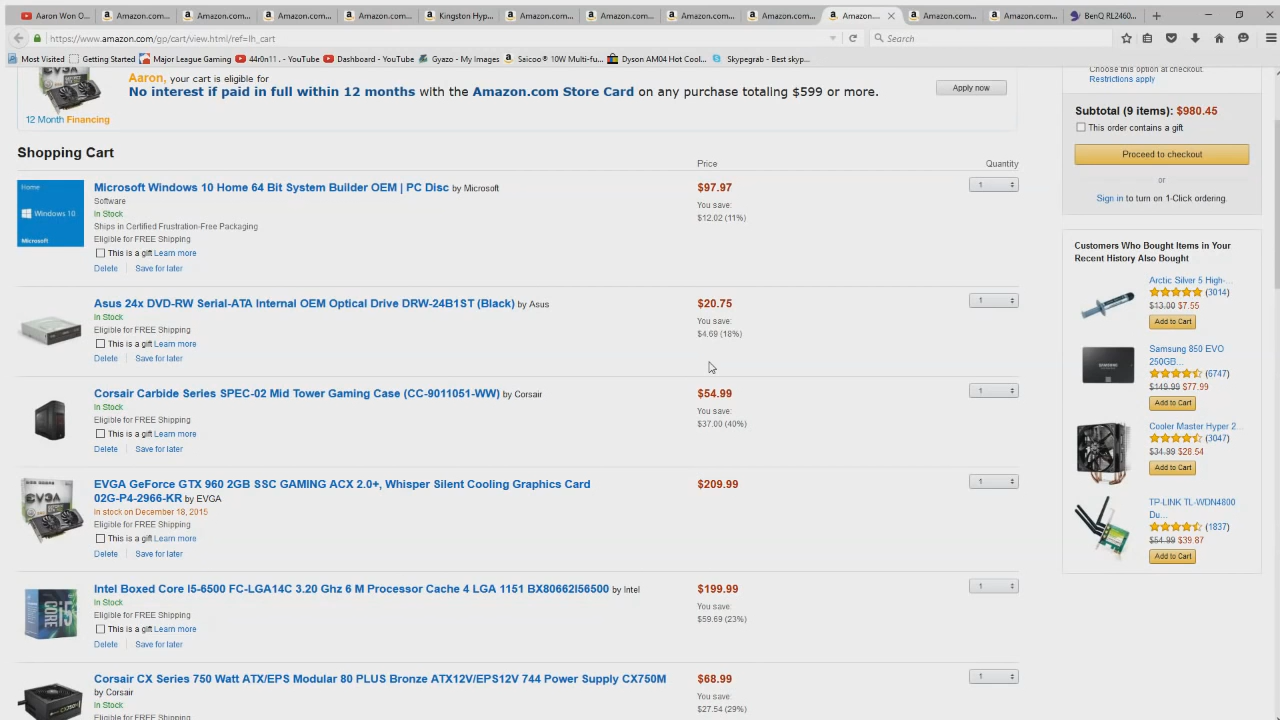 Aaron Won O...
Amazon.com...
Amazon.com...
Amazon.com...
Amazon.com...
Kingston Hyp...
Amazon.com...
Amazon.com...
Amazon.com...
Amazon.com...
Amazon....
Amazon.com...
Amazon.com...
BenQ RL2460...
https://www.amazon.com/gp/cart/view.html/ref=lh_cart
Search
Most Visited
Getting Started
Major League Gaming
44r0n11 . - YouTube
Dashboard - YouTube
Gyazo - My Images
Saicoo® 10W Multi-fu...
Dyson AM04 Hot Cool...
Skypegrab - Best skyp...
12 Month Financing
Aaron, your cart is eligible for
No interest if paid in full within 12 months with the Amazon.com Store Card on any purchase totaling $599 or more.
Apply now
Shopping Cart
Price
Quantity
Home
Windows 10
Microsoft
Microsoft Windows 10 Home 64 Bit System Builder OEM | PC Disc by Microsoft
Software
In Stock
Ships in Certified Frustration-Free Packaging
Eligible for FREE Shipping
This is a gift Learn more
Delete
Save for later
$97.97
You save:
$12.02 (11%)
1
Asus 24x DVD-RW Serial-ATA Internal OEM Optical Drive DRW-24B1ST (Black) by Asus
In Stock
Eligible for FREE Shipping
This is a gift Learn more
Delete
Save for later
$20.75
You save:
$4.69 (18%)
1
Corsair Carbide Series SPEC-02 Mid Tower Gaming Case (CC-9011051-WW) by Corsair
In Stock
Eligible for FREE Shipping
This is a gift Learn more
Delete
Save for later
$54.99
You save:
$37.00 (40%)
1
EVGA
EVGA GeForce GTX 960 2GB SSC GAMING ACX 2.0+, Whisper Silent Cooling Graphics Card
02G-P4-2966-KR by EVGA
In stock on December 18, 2015
Eligible for FREE Shipping
This is a gift Learn more
Delete
Save for later
$209.99
1
Intel Boxed Core I5-6500 FC-LGA14C 3.20 Ghz 6 M Processor Cache 4 LGA 1151 BX80662I56500 by Intel
In Stock
Eligible for FREE Shipping
This is a gift Learn more
Delete
Save for later
$199.99
You save:
$59.69 (23%)
1
Corsair CX Series 750 Watt ATX/EPS Modular 80 PLUS Bronze ATX12V/EPS12V 744 Power Supply CX750M
by Corsair
In Stock
Eligible for FREE Shipping
$68.99
You save:
$27.54 (29%)
1
Choose this option at checkout.
Restrictions apply
Subtotal (9 items): $980.45
This order contains a gift
Proceed to checkout
or
Sign in to turn on 1-Click ordering.
Customers Who Bought Items in Your
Recent History Also Bought
Arctic Silver 5 High-...
(3014)
$13.00 $7.55
Add to Cart
Samsung 850 EVO
250GB...
(6747)
$149.99 $77.99
Add to Cart
Cooler Master Hyper 2...
(3047)
$34.99 $28.54
Add to Cart
TP-LINK TL-WDN4800
Du...
(1837)
$54.99 $39.87
Add to Cart